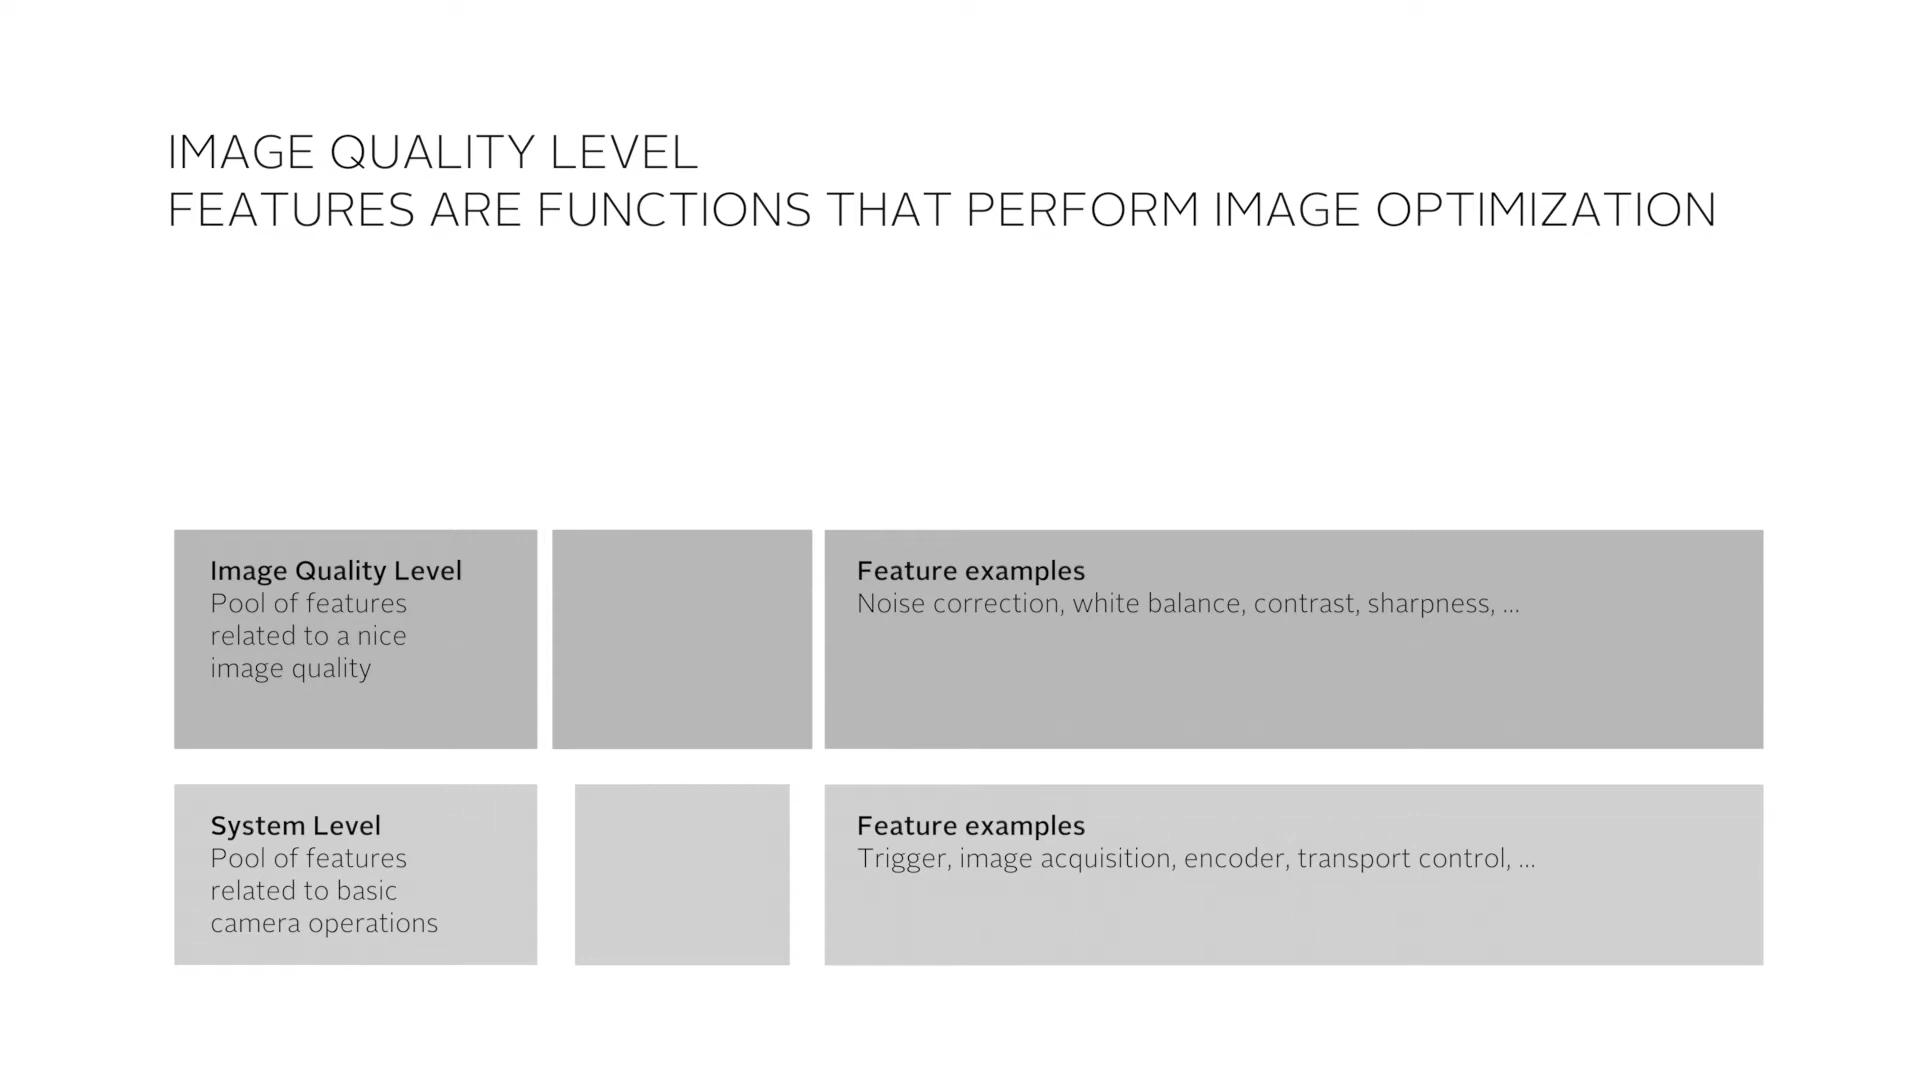 IMAGE QUALITY LEVEL
FEATURES ARE FUNCTIONS THAT PERFORM IMAGE OPTIMIZATION
Image Quality Level
Pool of features
related to a nice
image quality
Feature examples
Noise correction, white balance, contrast, sharpness, ...
System Level
Pool of features
related to basic
camera operations
Feature examples
Trigger, image acquisition, encoder, transport control, ...